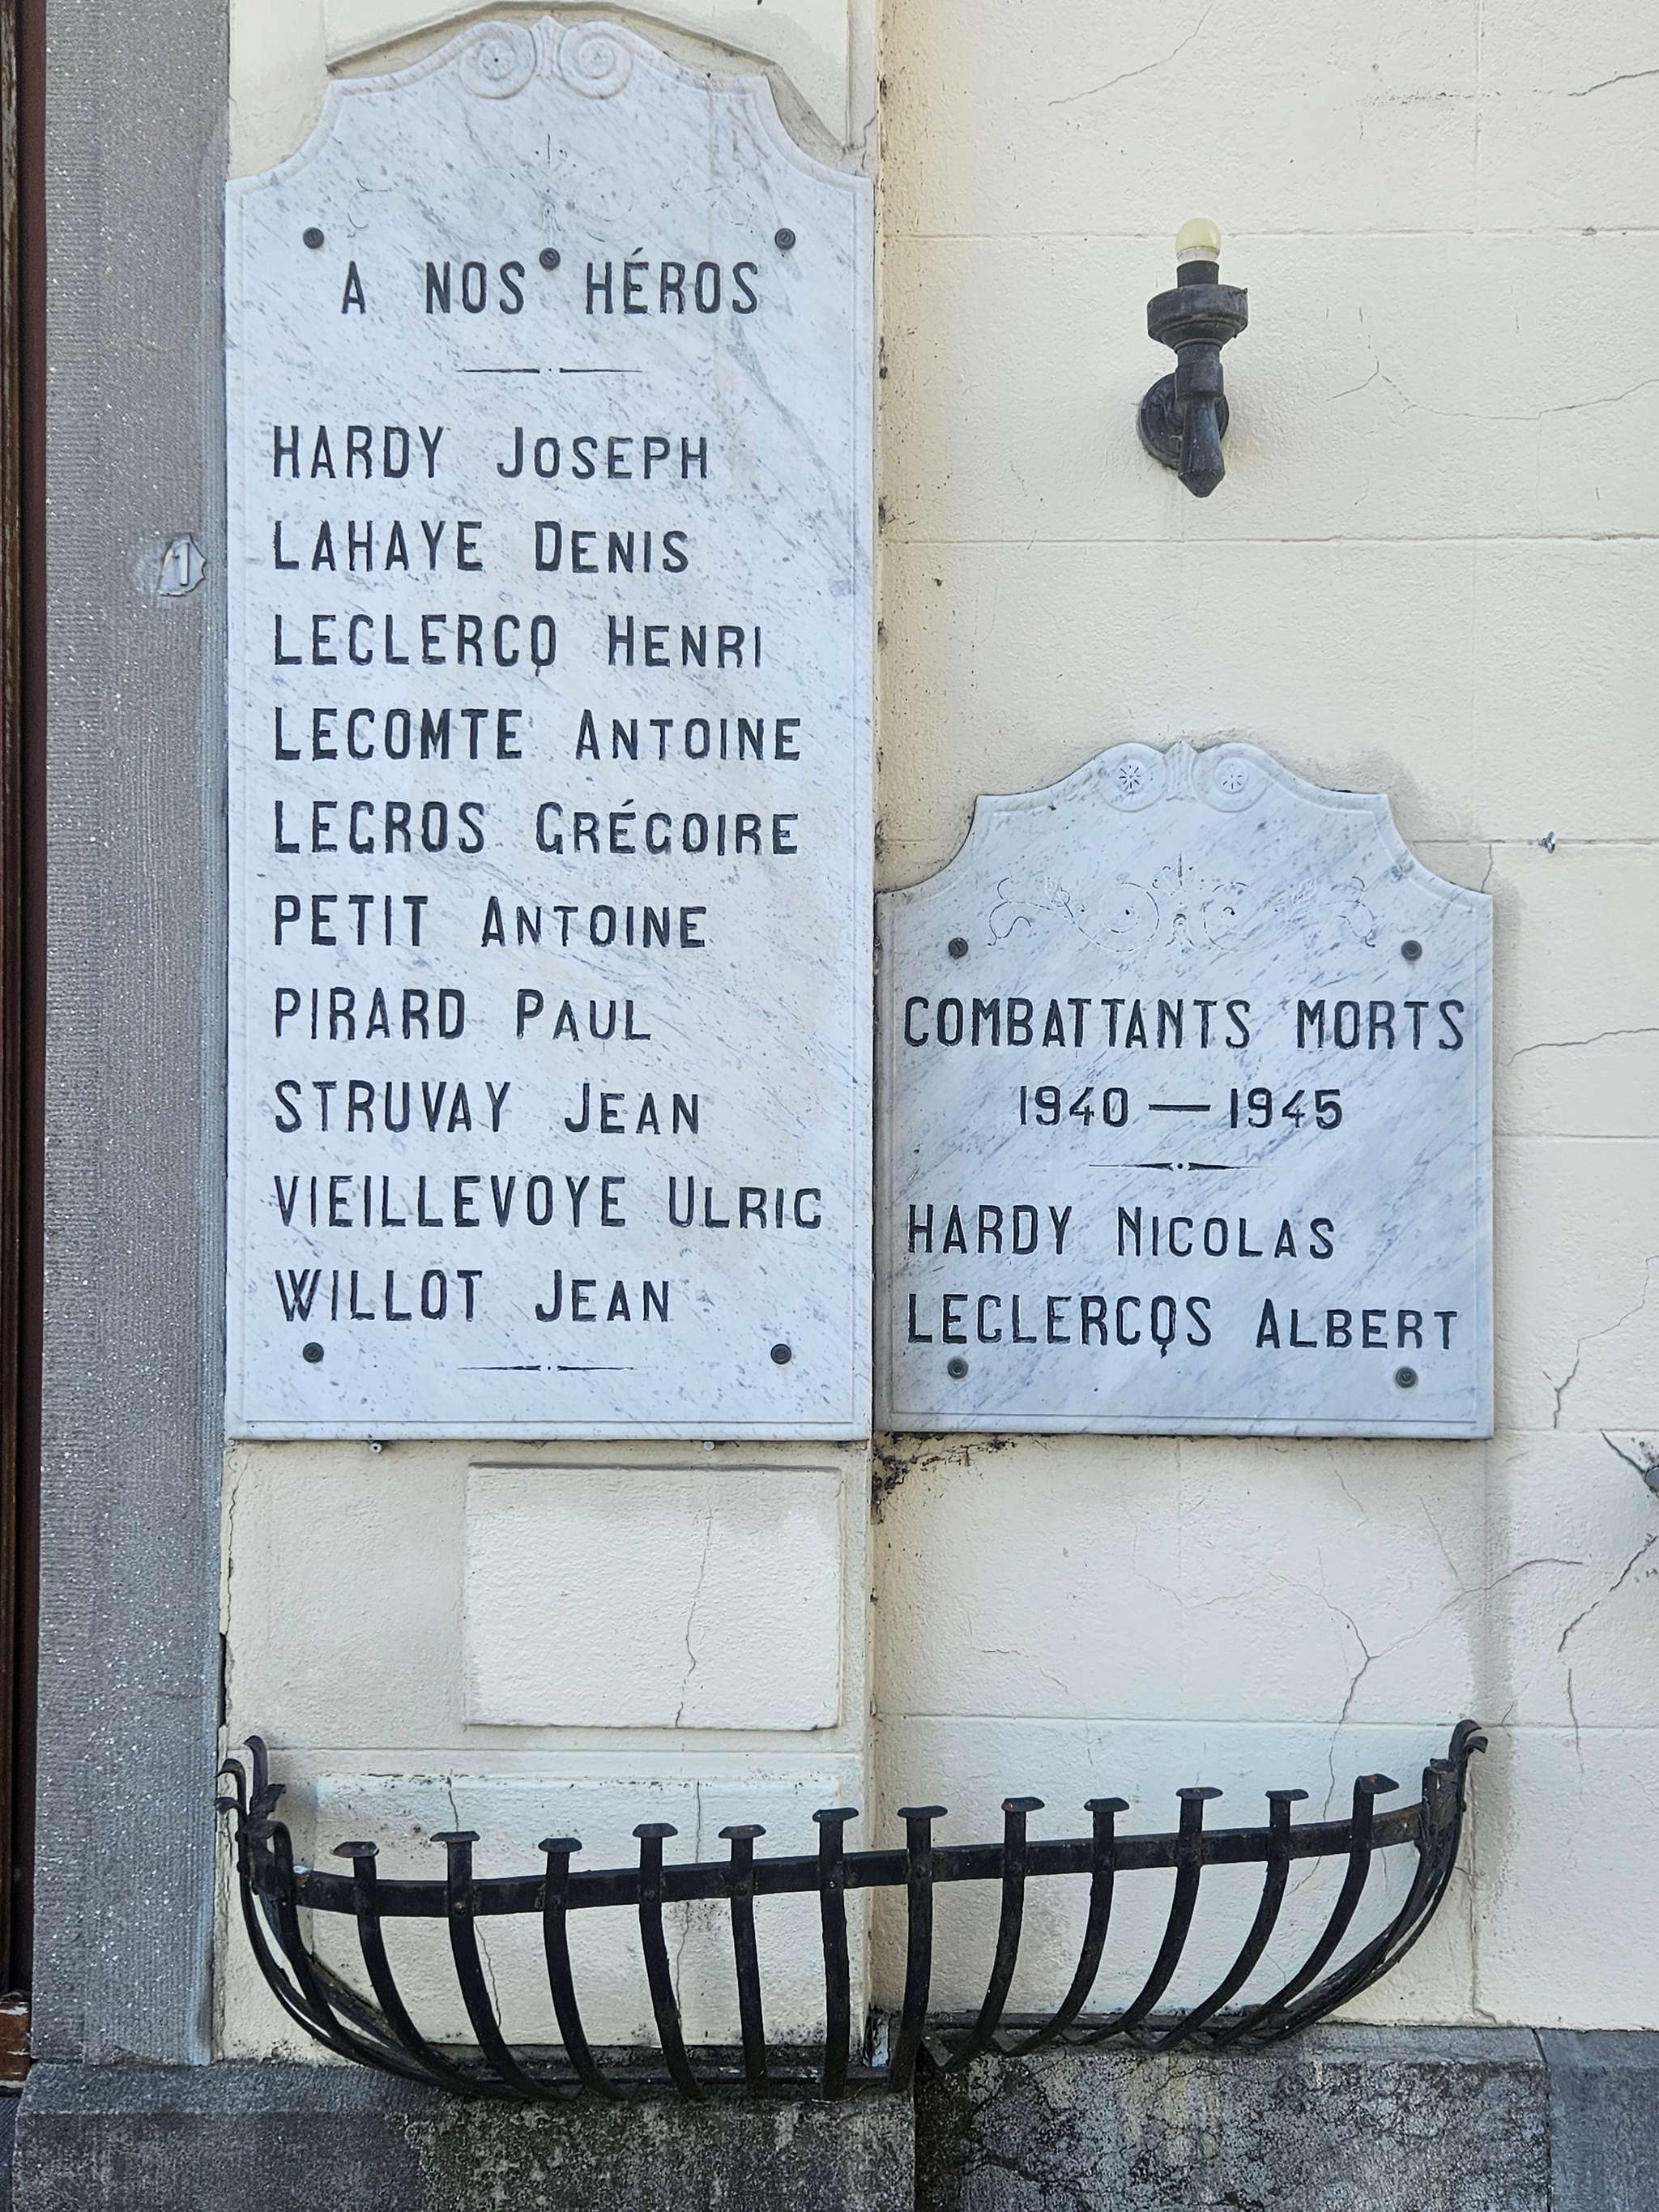 A NOS HÉROS
HARDY JOSEPH
LAHAYE DENIS
LECLERCQ HENRI
LECOMTE ANTOINE
LEGROS GRÉGOIRE
PETIT ANTOINE
PIRARD PAUL
STRUVAY JEAN
VIEILLEVOYE ULRIC
WILLOT JEAN
1
COMBATTANTS MORTS
1940 — 1945
HARDY NICOLAS
LECLERCQS ALBERT